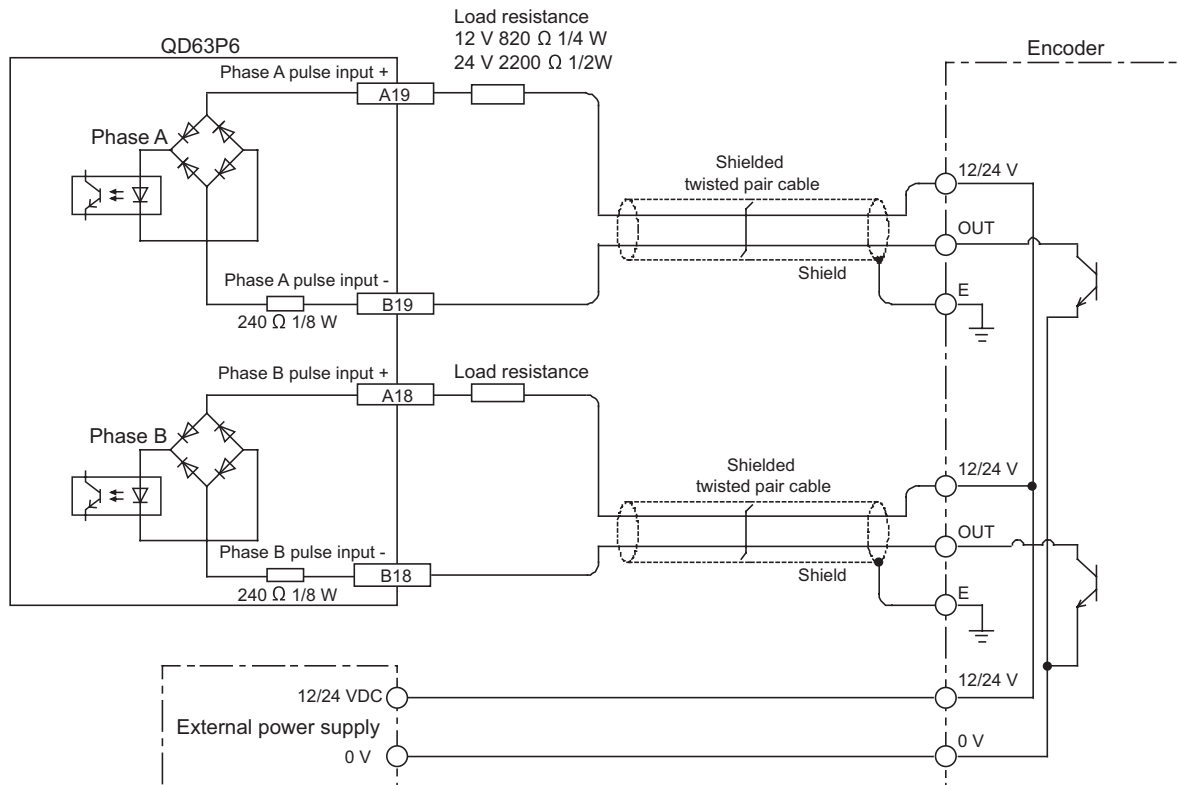 Load resistance
12 V 820 Ω 1/4 W
24 V 2200 Ω 1/2W
QD63P6
Encoder
Phase A pulse input +
A19
Phase A
Shielded
twisted pair cable
12/24 V
OUT
Shield
Phase A pulse input -
B19
E
240 Ω 1/8 W
Phase B pulse input +
A18
Load resistance
Phase B
Shielded
twisted pair cable
12/24 V
OUT
Phase B pulse input -
B18
Shield
E
240 Ω 1/8 W
12/24 VDC
12/24 V
External power supply
0 V
0 V